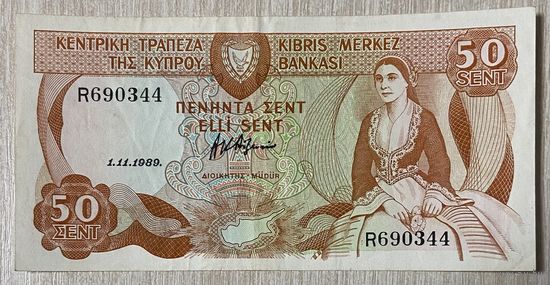 ΚΕΝΤΡΙΚΗ ΤΡΑΠΕΖΑ
ΤΗΣ ΚΥΠΡΟΥ
KIBRIS MERKEZ
BANKASI
50
SENT
R690344
ΠΕΝΗΝΤΑ ΣΕΝΤ
ELLI SENT
1.11.1989.
ΔΙΟΙΚΗΤΗΣ - MÜDÜR
50
ΣΕΝΤ
R690344